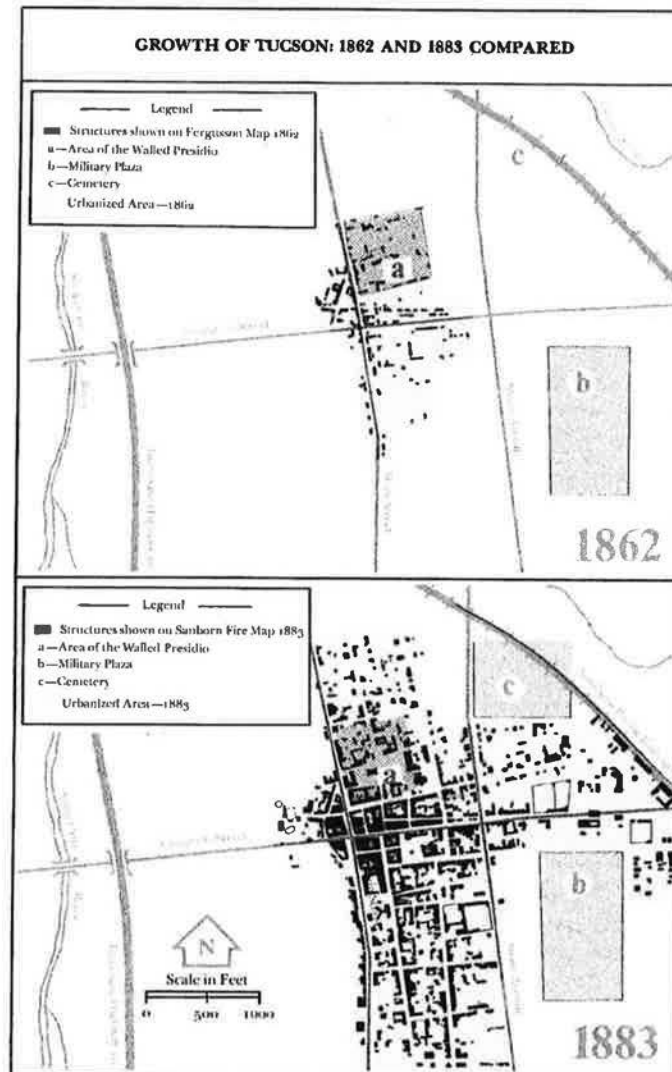 GROWTH OF TUCSON: 1862 AND 1883 COMPARED
Legend
Structures shown on Fergusson Map 1862
a—Area of the Walled Presidio
b—Military Plaza
c—Cemetery
Urbanized Area—1862
c
a
b
1862
Legend
Structures shown on Sanborn Fire Map 1883
a—Area of the Walled Presidio
b—Military Plaza
c—Cemetery
Urbanized Area—1883
c
a
b
N
Scale in Feet
0 500 1000
1883